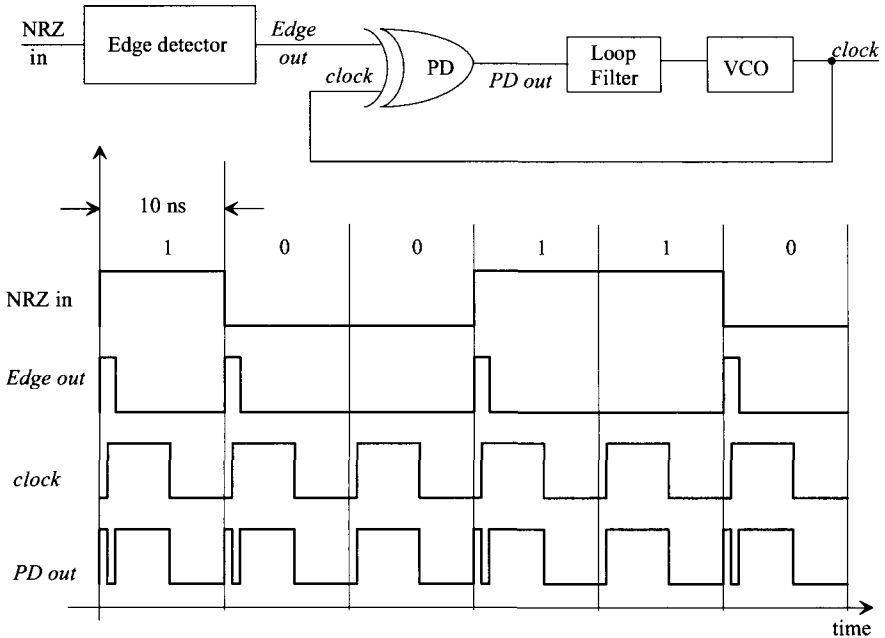 NRZ
in
Edge detector
Edge
out
clock
PD
PD out
Loop
Filter
VCO
clock
10 ns
1 0 0 1 1 0
NRZ in
Edge out
clock
PD out
time